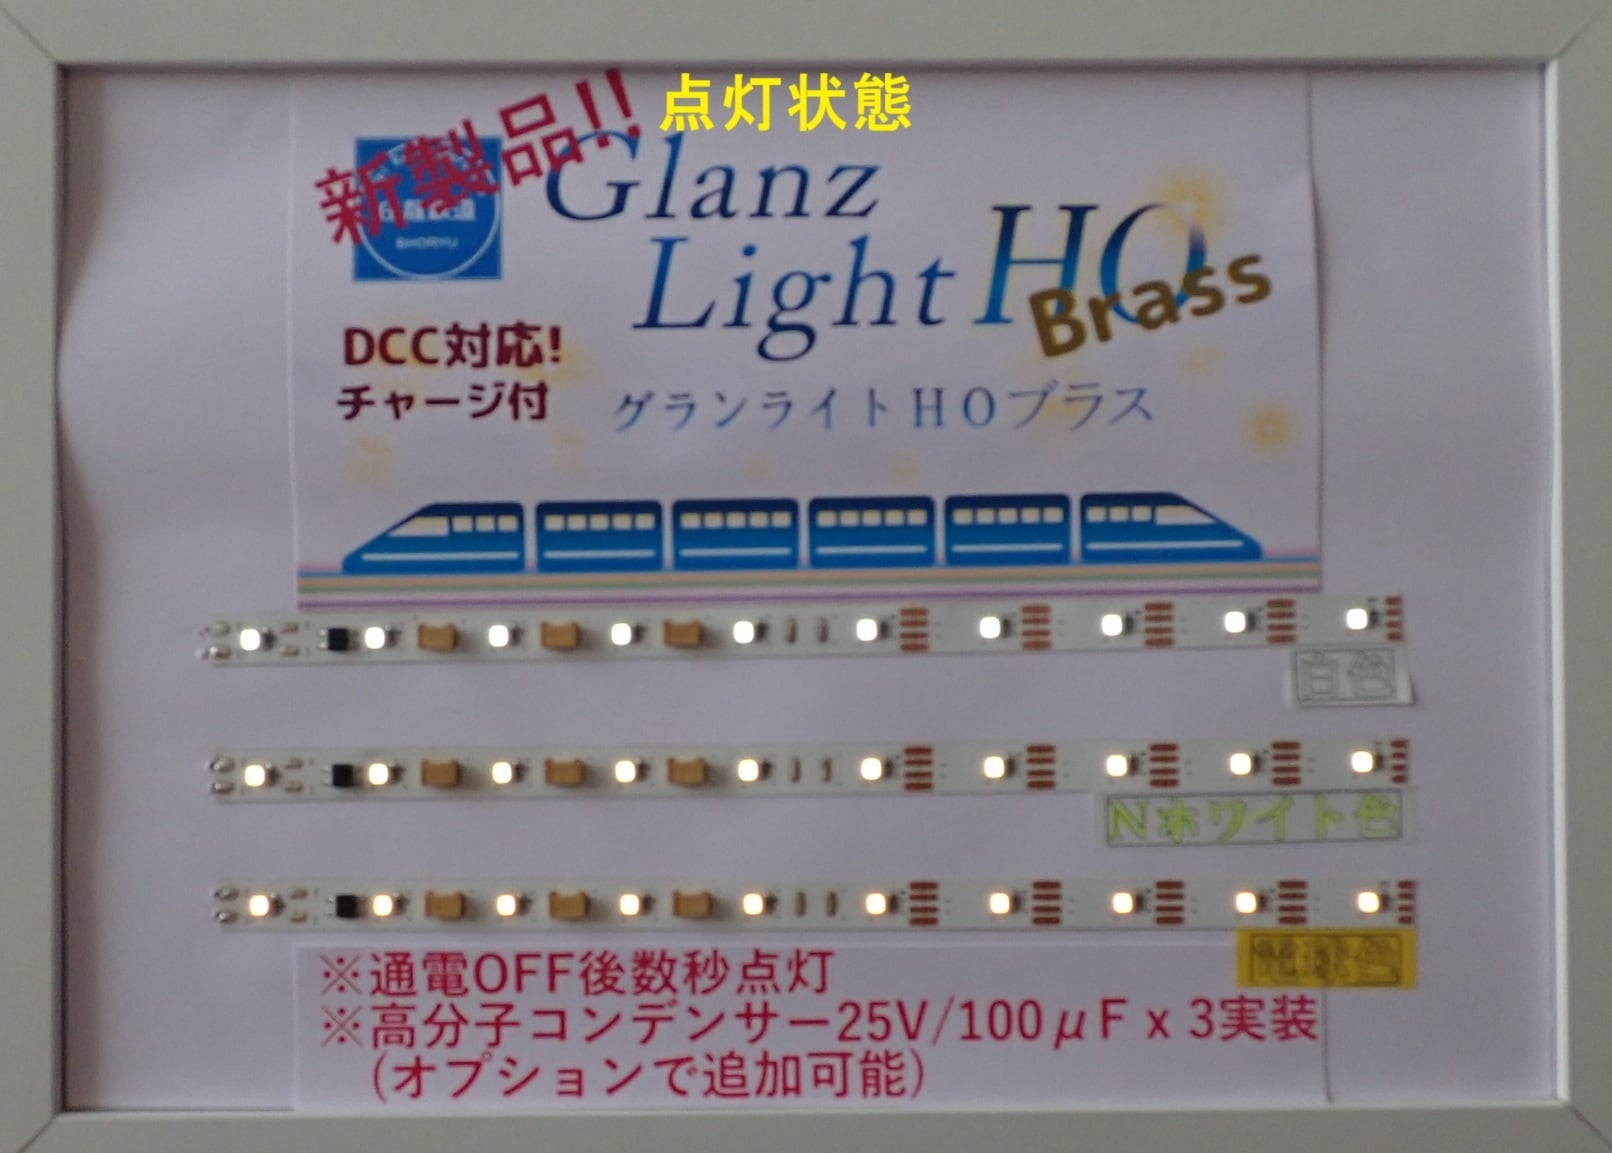 点灯状態
新製品!!
SHORYU
Glanz
Light HO
Brass
DCC対応!
チャージ付
グランライトHOブラス
白色
Nホワイト色
電球色
※通電OFF後数秒点灯
※高分子コンデンサー25V/100μF x 3実装
(オプションで追加可能)